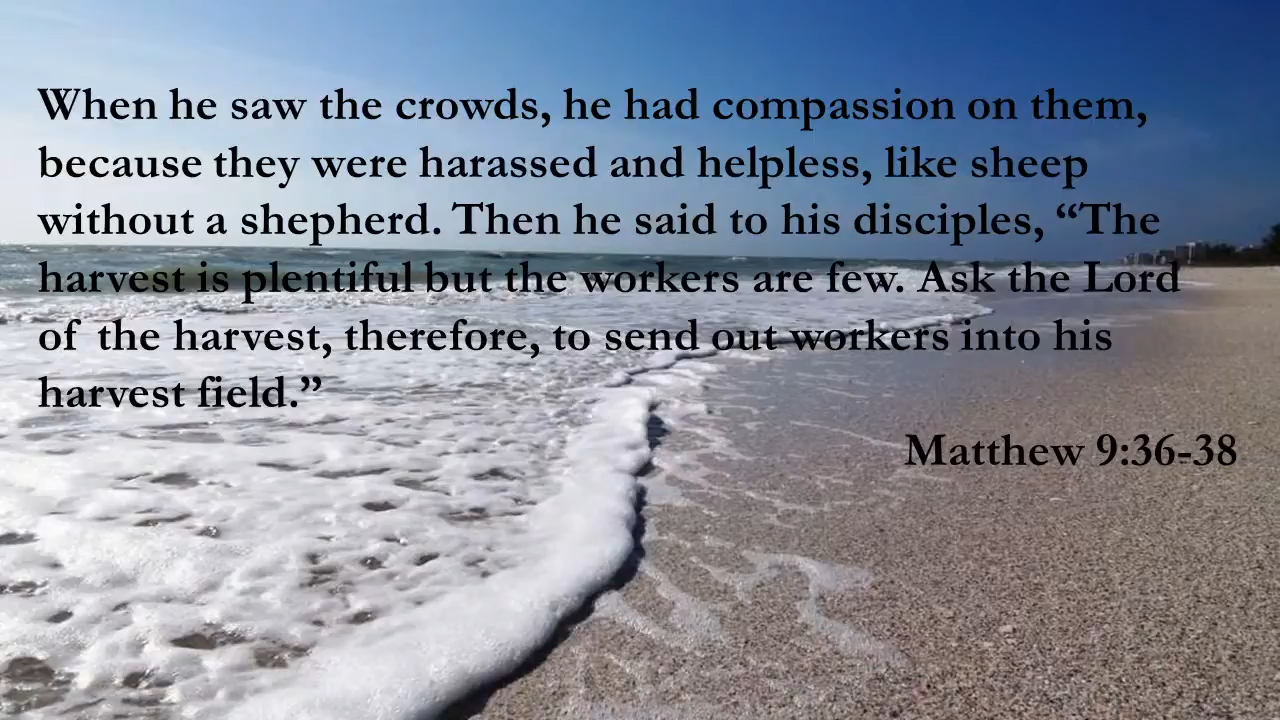 When he saw the crowds, he had compassion on them,
because they were harassed and helpless, like sheep
without a shepherd. Then he said to his disciples, “The
harvest is plentiful but the workers are few. Ask the Lord
of the harvest, therefore, to send out workers into his
harvest field.”
Matthew 9:36-38